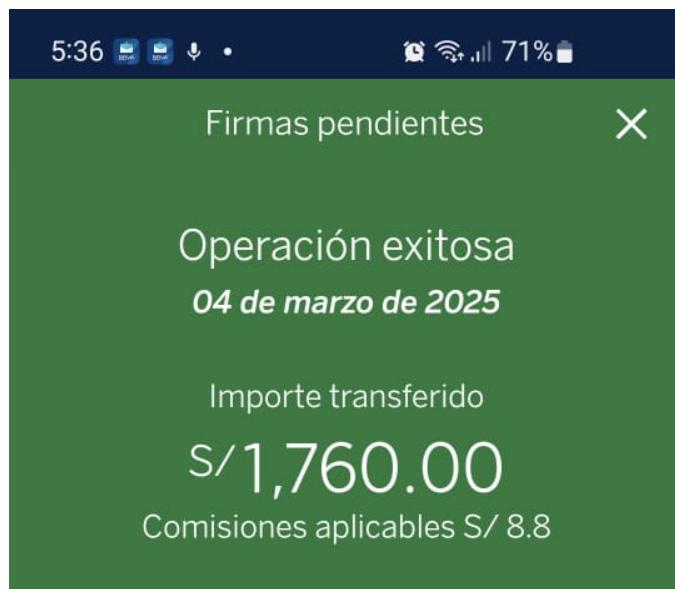 5:36 71%
Firmas pendientes
Operación exitosa
04 de marzo de 2025
Importe transferido
S/1,760.00
Comisiones aplicables S/ 8.8